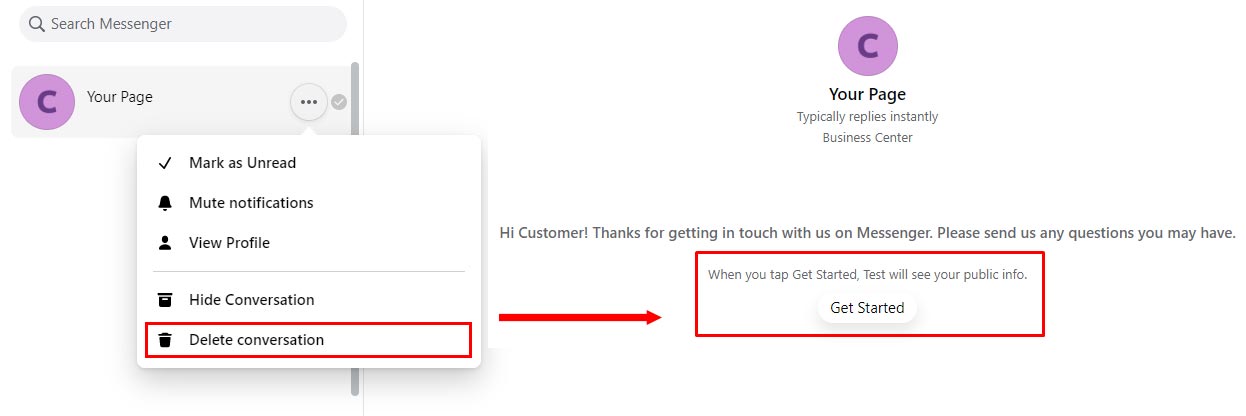 Search Messenger
C
Your Page
Mark as Unread
Mute notifications
View Profile
Hide Conversation
Delete conversation
C
Your Page
Typically replies instantly
Business Center
Hi Customer! Thanks for getting in touch with us on Messenger. Please send us any questions you may have.
When you tap Get Started, Test will see your public info.
Get Started